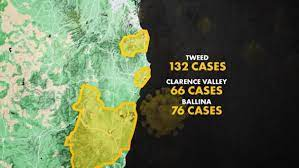 TWEED
132 CASES
CLARENCE VALLEY
66 CASES
BALLINA
76 CASES